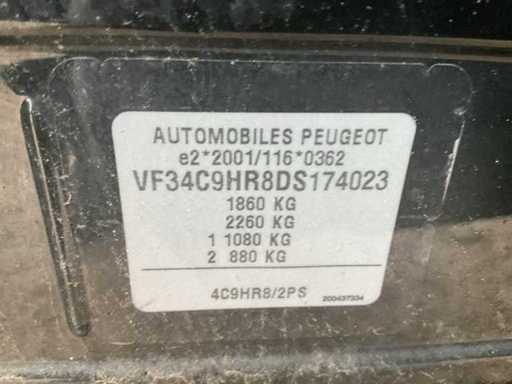 AUTOMOBILES PEUGEOT
e2*2001/116*0362
VF34C9HR8DS174023
1860 KG
2260 KG
1 1080 KG
2 880 KG
4C9HR8/2PS
200437334